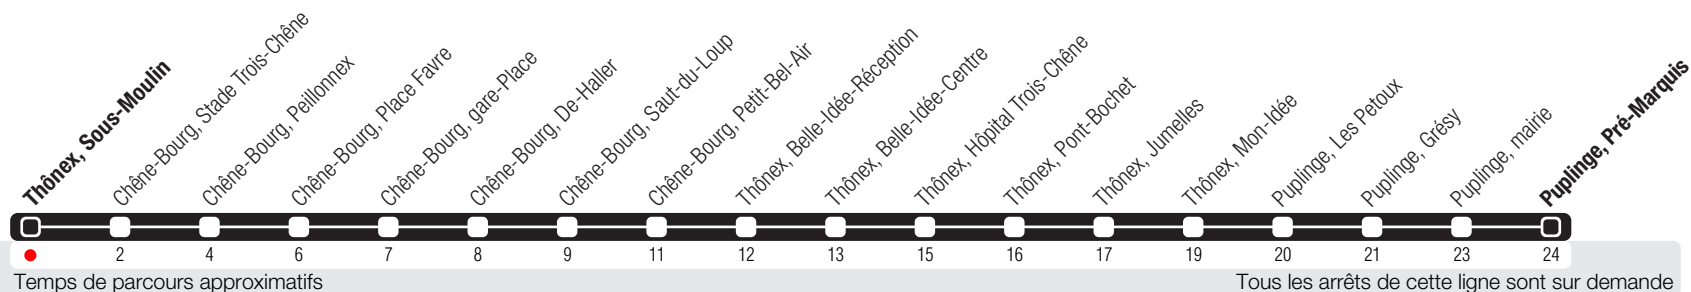 Thônex, Sous-Moulin
Chêne-Bourg, Stade Trois-Chêne
Chêne-Bourg, Peillonnex
Chêne-Bourg, Place Favre
Chêne-Bourg, gare-Place
Chêne-Bourg, De-Haller
Chêne-Bourg, Saut-du-Loup
Chêne-Bourg, Petit-Bel-Air
Thônex, Belle-Idée-Réception
Thônex, Belle-Idée-Centre
Thônex, Hôpital Trois-Chêne
Thônex, Pont-Bochet
Thônex, Jumelles
Thônex, Mon-Idée
Puplinge, Les Petoux
Puplinge, Grésy
Puplinge, mairie
Puplinge, Pré-Marquis
2 4 6 7 8 9 11 12 13 15 16 17 19 20 21 23 24
Temps de parcours approximatifs
Tous les arrêts de cette ligne sont sur demande